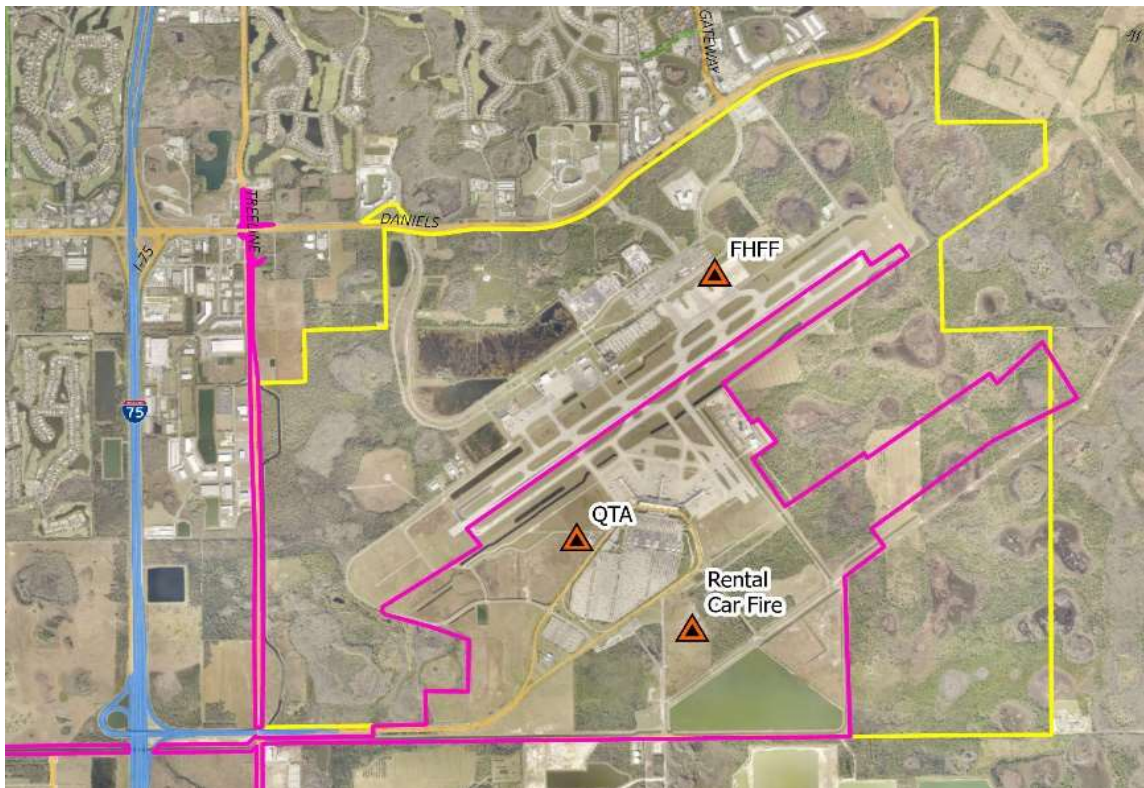 GATEWAY
TREELINE
DANIELS
I-75
FHFF
75
QTA
Rental
Car Fire